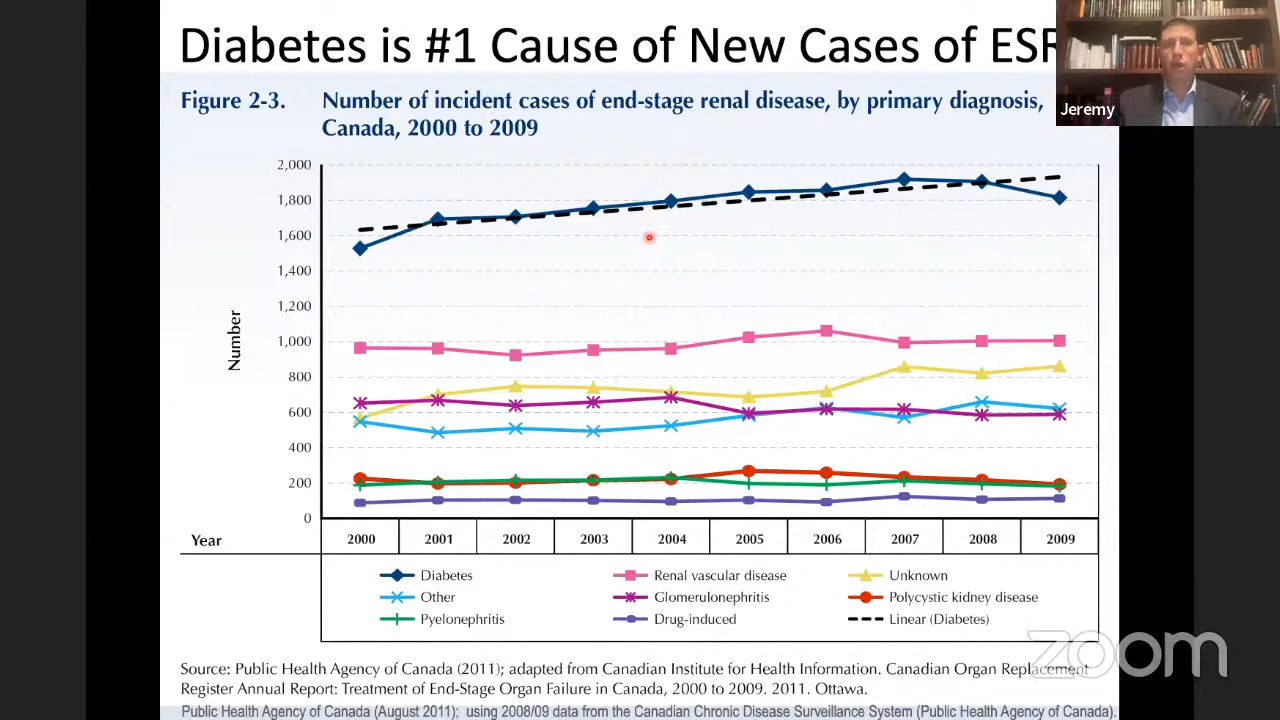 Diabetes is #1 Cause of New Cases of ESR
Jeremy
Figure 2-3. Number of incident cases of end-stage renal disease, by primary diagnosis,
Canada, 2000 to 2009
2,000
1,800
1,600
1,400
1,200
1,000
800
600
400
200
0
Number
Year 2000 2001 2002 2003 2004 2005 2006 2007 2008 2009
Diabetes Renal vascular disease Unknown
Other Glomerulonephritis Polycystic kidney disease
Pyelonephritis Drug-induced Linear (Diabetes)
zoom
Source: Public Health Agency of Canada (2011); adapted from Canadian Institute for Health Information. Canadian Organ Replacement
Register Annual Report: Treatment of End-Stage Organ Failure in Canada, 2000 to 2009. 2011. Ottawa.
Public Health Agency of Canada (August 2011); using 2008/09 data from the Canadian Chronic Disease Surveillance System (Public Health Agency of Canada).